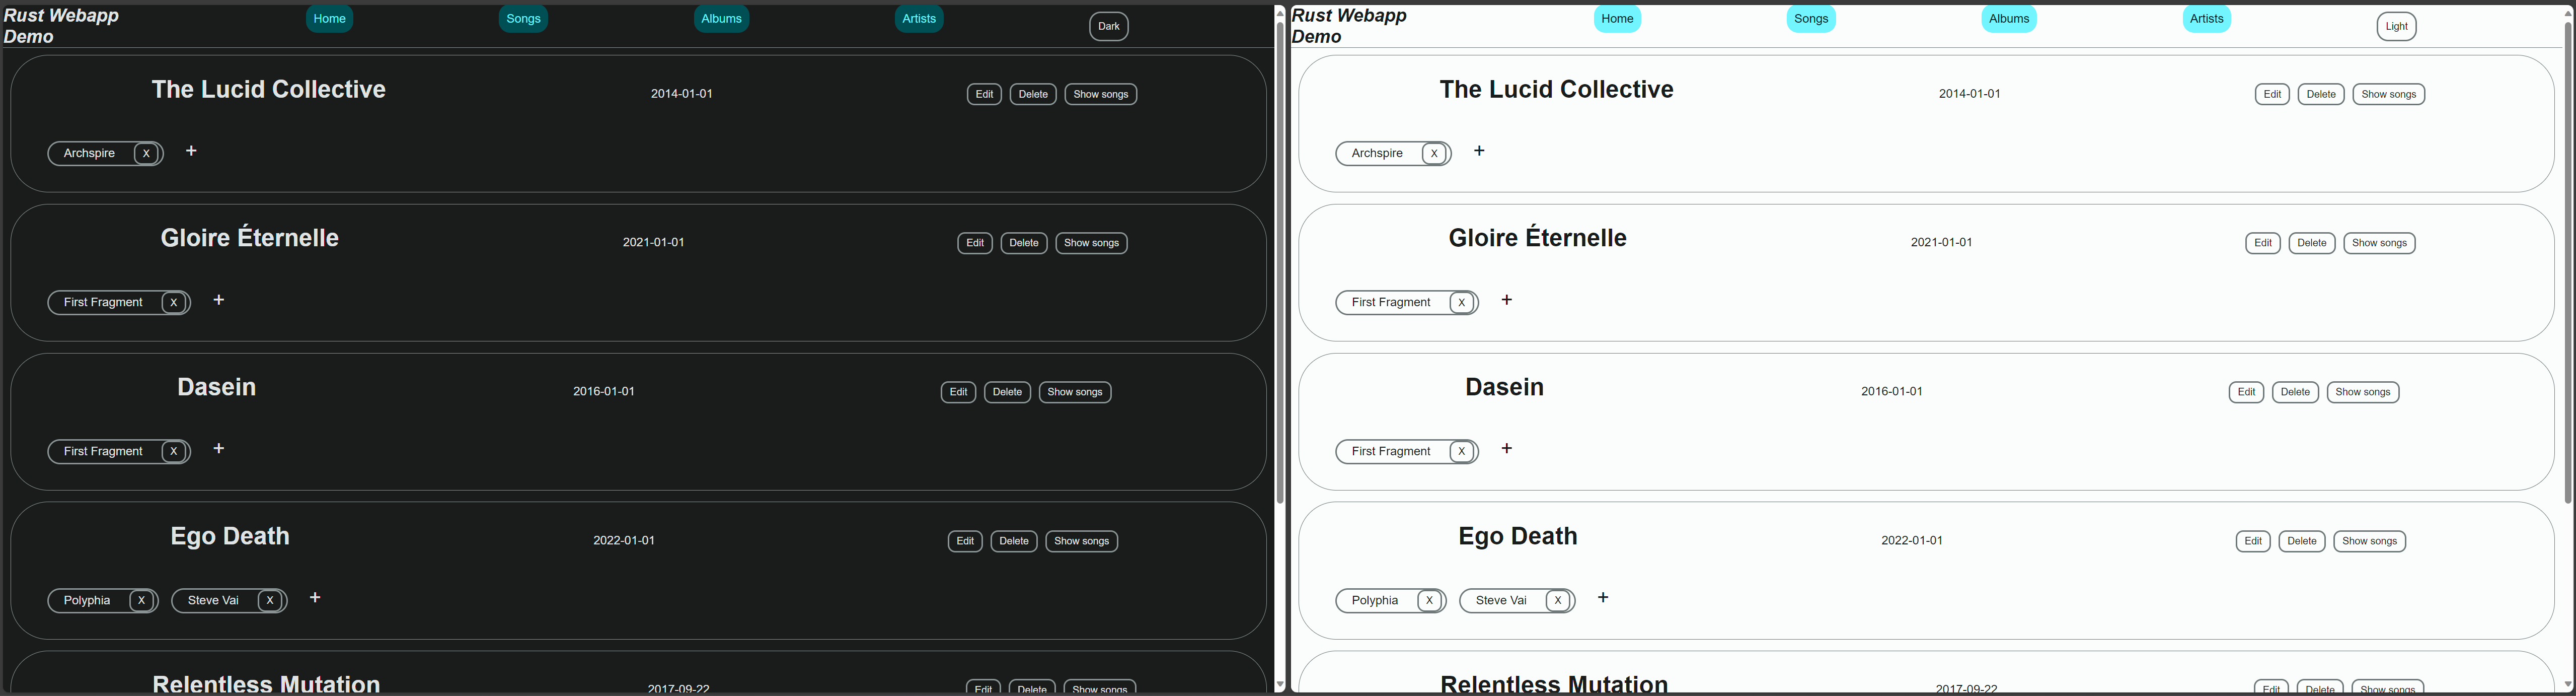 Rust Webapp
Demo
Home Songs Albums Artists Dark
The Lucid Collective 2014-01-01 Edit Delete Show songs
Archspire X +
Gloire Éternelle 2021-01-01 Edit Delete Show songs
First Fragment X +
Dasein 2016-01-01 Edit Delete Show songs
First Fragment X +
Ego Death 2022-01-01 Edit Delete Show songs
Polyphia X Steve Vai X +
Relentless Mutation 2017-09-22 Edit Delete Show songs
Rust Webapp
Demo
Home Songs Albums Artists Light
The Lucid Collective 2014-01-01 Edit Delete Show songs
Archspire X +
Gloire Éternelle 2021-01-01 Edit Delete Show songs
First Fragment X +
Dasein 2016-01-01 Edit Delete Show songs
First Fragment X +
Ego Death 2022-01-01 Edit Delete Show songs
Polyphia X Steve Vai X +
Relentless Mutation 2017-09-22 Edit Delete Show songs